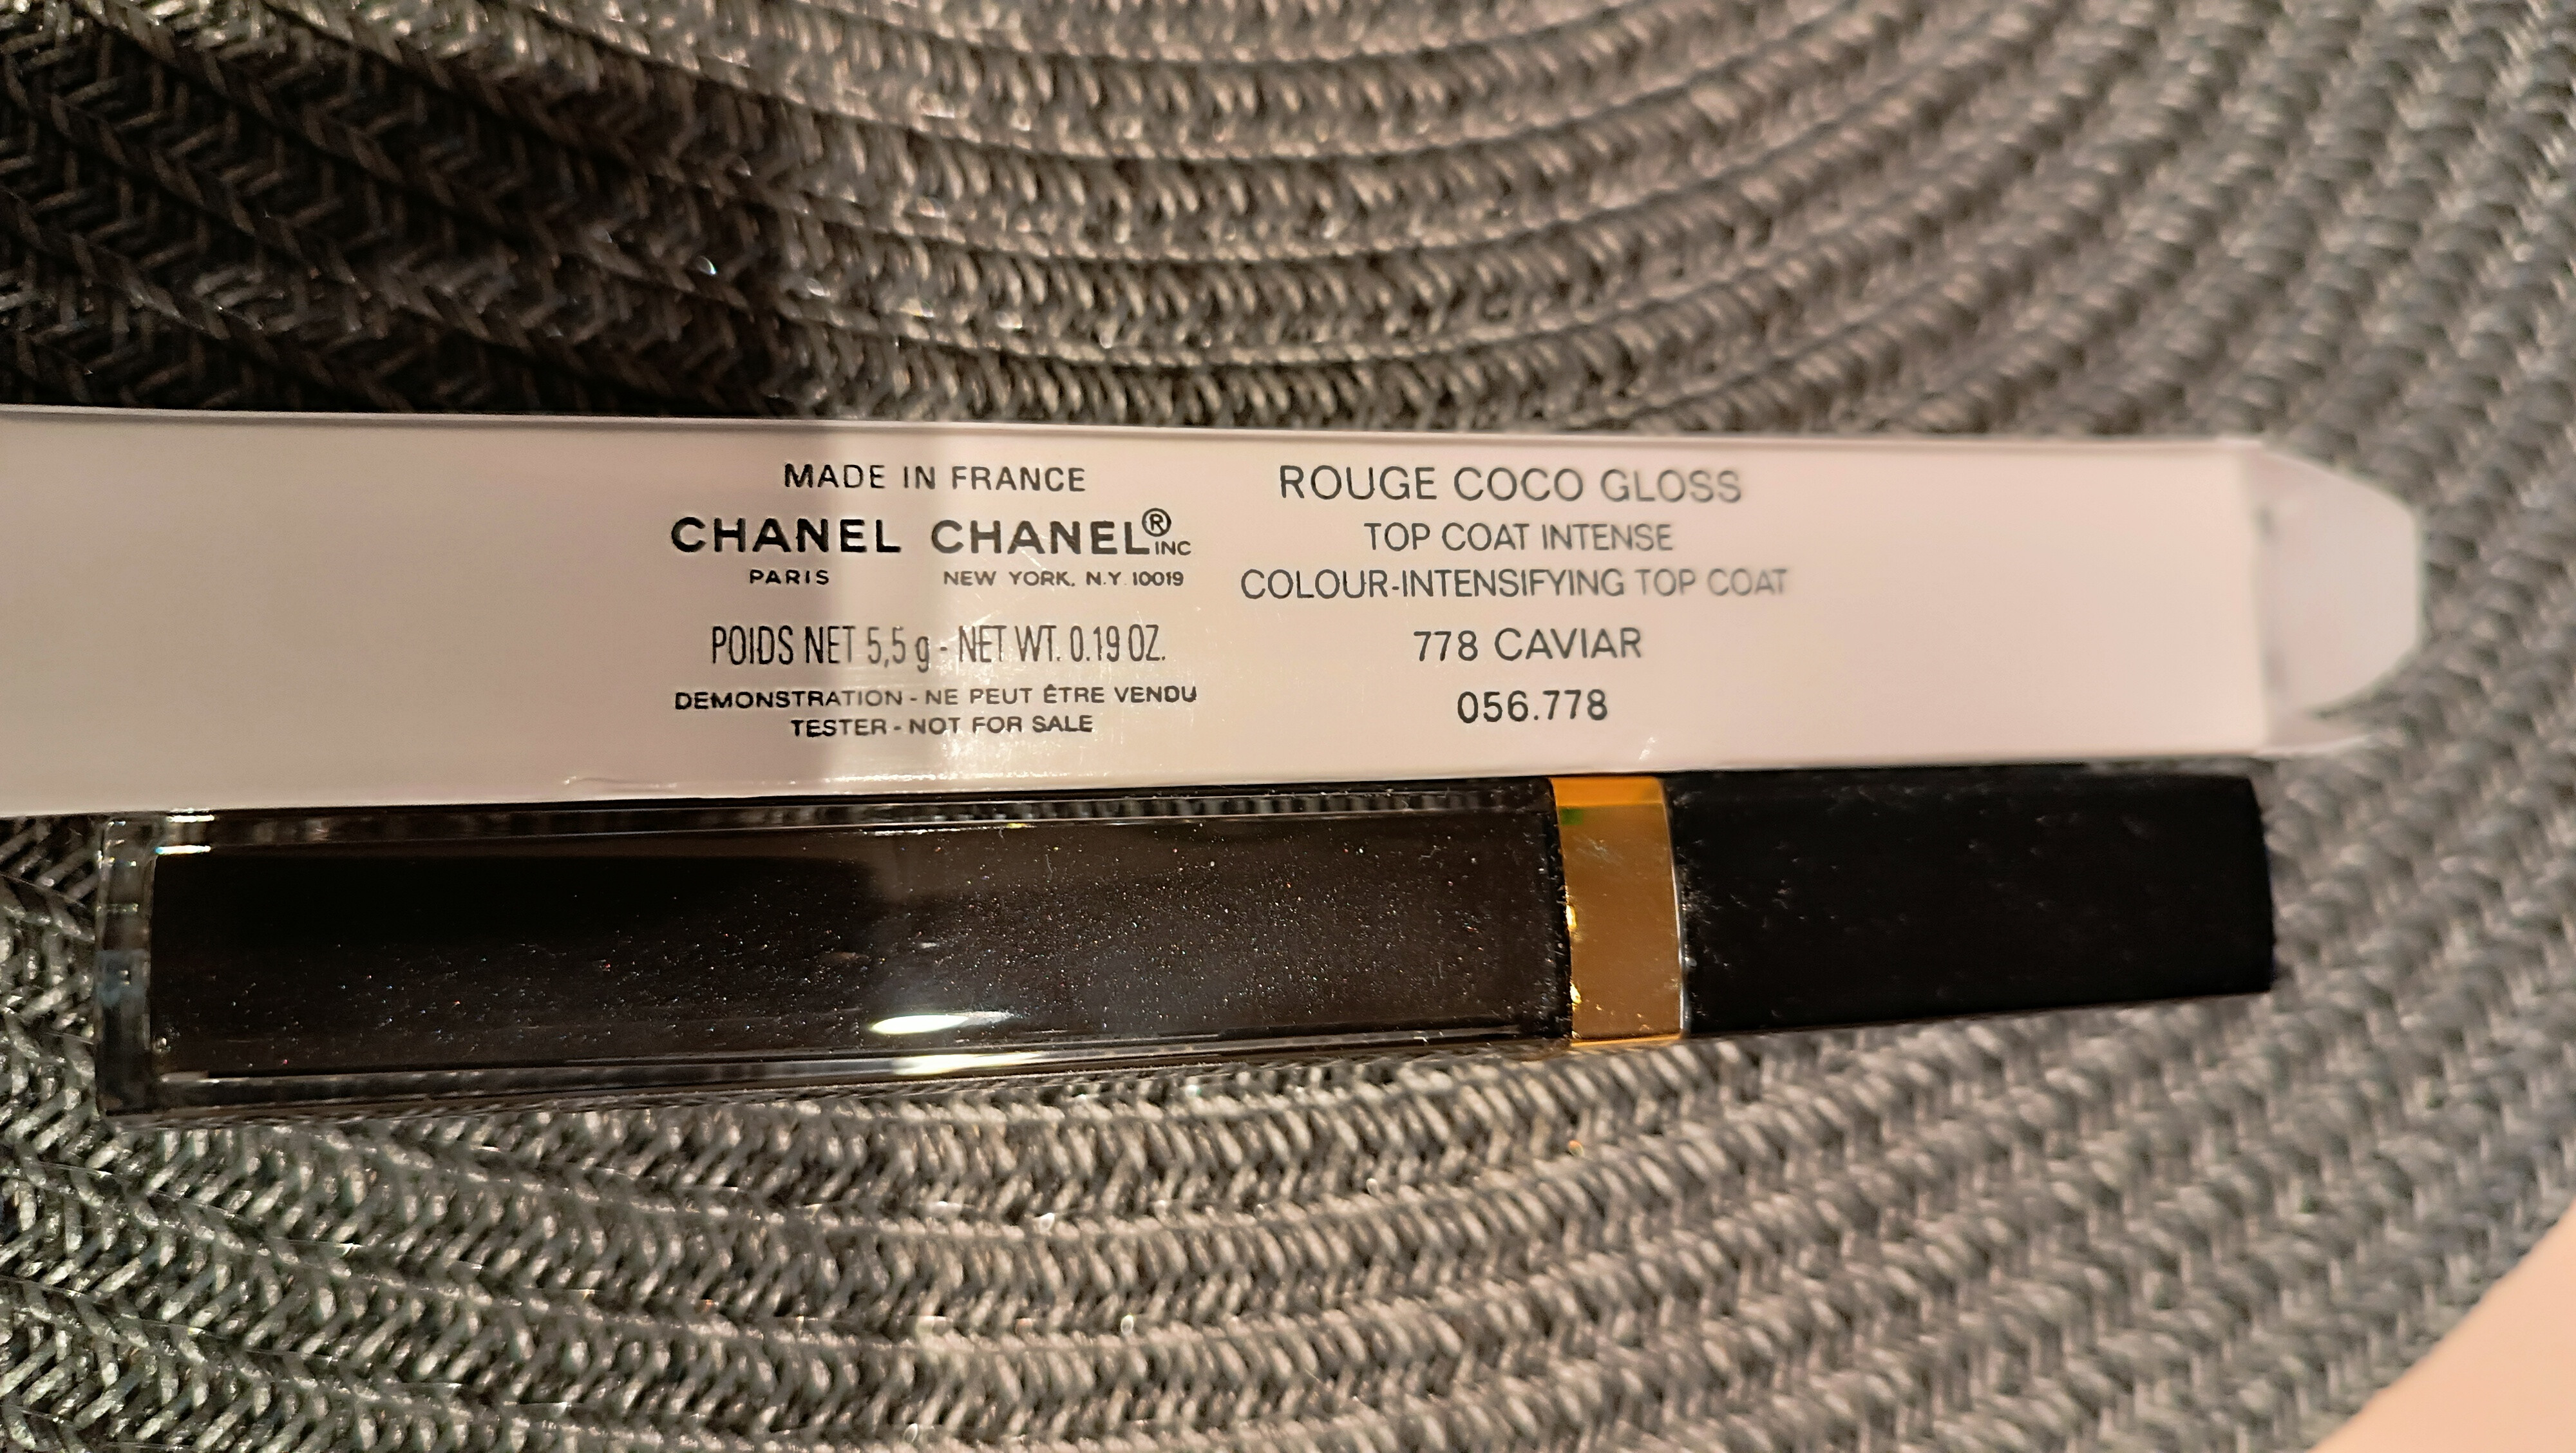 MADE IN FRANCE
CHANEL CHANEL® INC
PARIS NEW YORK, N.Y. 10019
POIDS NET 5,5 g - NET WT. 0.19 OZ.
DEMONSTRATION - NE PEUT ÊTRE VENDU
TESTER - NOT FOR SALE
ROUGE COCO GLOSS
TOP COAT INTENSE
COLOUR-INTENSIFYING TOP COAT
778 CAVIAR
056.778